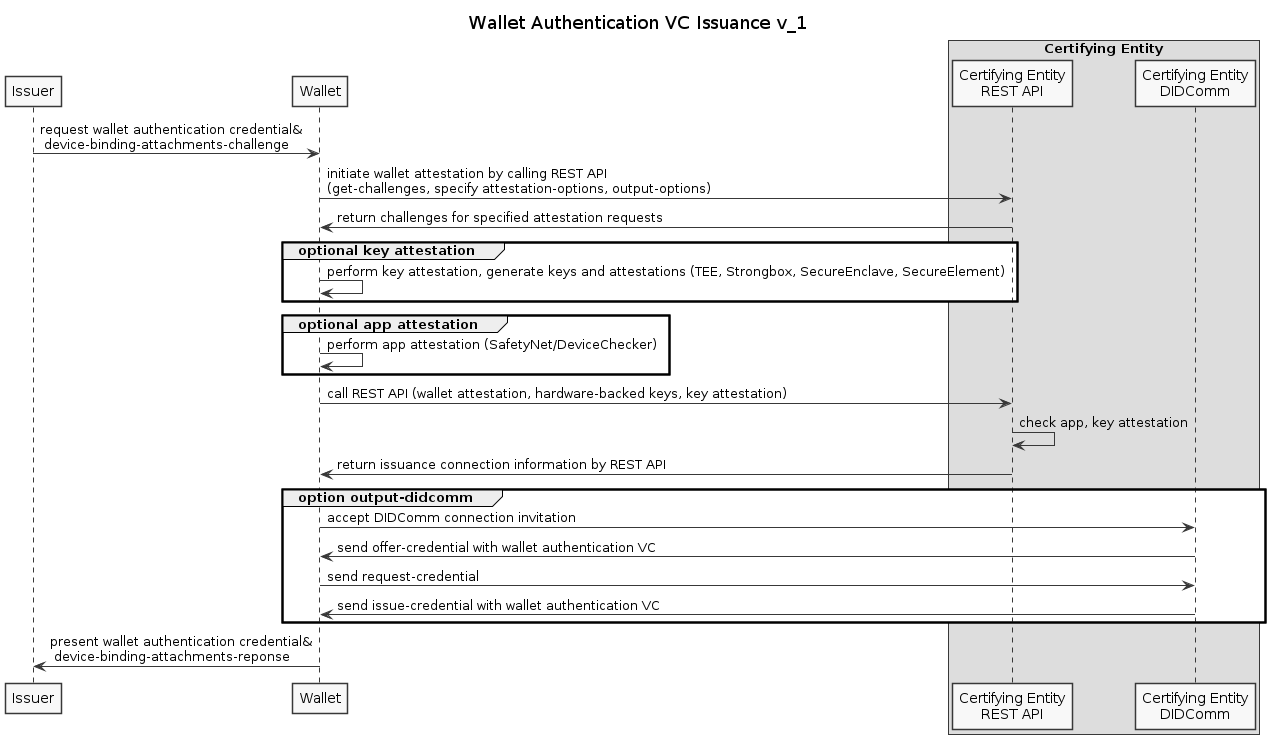 Wallet Authentication VC Issuance v_1
Certifying Entity
Issuer
Wallet
Certifying Entity
REST API
Certifying Entity
DIDComm
request wallet authentication credential&
device-binding-attachments-challenge
initiate wallet attestation by calling REST API
(get-challenges, specify attestation-options, output-options)
return challenges for specified attestation requests
optional key attestation
perform key attestation, generate keys and attestations (TEE, Strongbox, SecureEnclave, SecureElement)
optional app attestation
perform app attestation (SafetyNet/DeviceChecker)
call REST API (wallet attestation, hardware-backed keys, key attestation)
check app, key attestation
return issuance connection information by REST API
option output-didcomm
accept DIDComm connection invitation
send offer-credential with wallet authentication VC
send request-credential
send issue-credential with wallet authentication VC
present wallet authentication credential&
device-binding-attachments-reponse
Issuer
Wallet
Certifying Entity
REST API
Certifying Entity
DIDComm